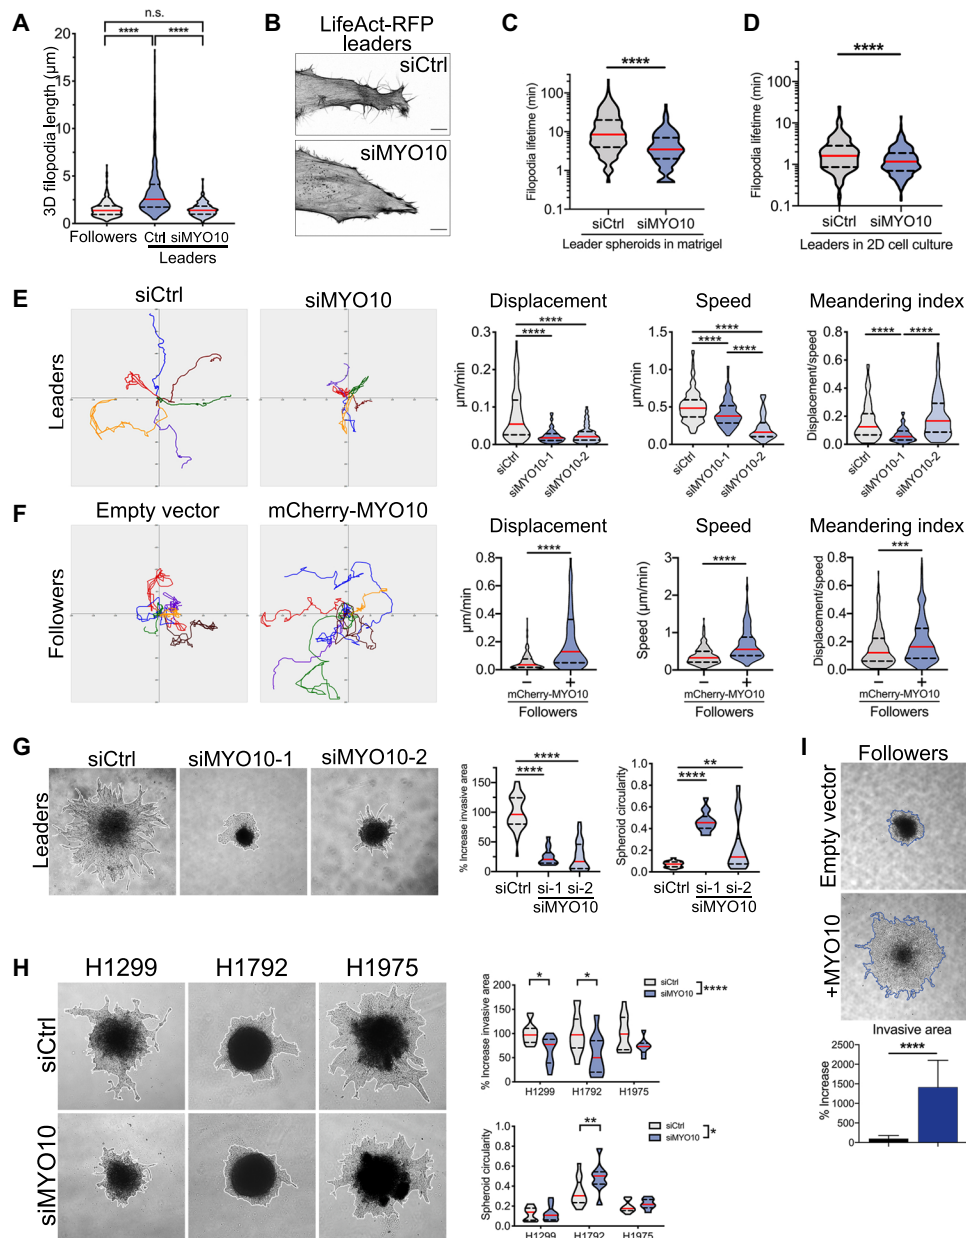 A
n.s.
****
****
3D filopodia length (µm)
20
15
10
5
0
Followers
Ctrl
siMYO10
Leaders
B
LifeAct-RFP
leaders
siCtrl
siMYO10
C
****
Filopodia lifetime (min)
1000
100
10
1
0.1
siCtrl
siMYO10
Leader spheroids in matrigel
D
****
Filopodia lifetime (min)
1000
100
10
1
0.1
siCtrl
siMYO10
Leaders in 2D cell culture
E
siCtrl
siMYO10
Leaders
Displacement
****
****
µm/min
0.3
0.2
0.1
0.0
siCtrl
siMYO10-1
siMYO10-2
Speed
****
****
****
µm/min
1.5
1.0
0.5
0.0
siCtrl
siMYO10-1
siMYO10-2
Meandering index
****
****
Displacement/speed
0.8
0.6
0.4
0.2
0.0
siCtrl
siMYO10-1
siMYO10-2
F
Empty vector
mCherry-MYO10
Followers
Displacement
****
µm/min
0.8
0.6
0.4
0.2
0.0
− +
mCherry-MYO10
Followers
Speed
****
Speed (µm/min)
3
2
1
0
− +
mCherry-MYO10
Followers
Meandering index
***
Displacement/speed
0.8
0.6
0.4
0.2
0.0
− +
mCherry-MYO10
Followers
G
siCtrl
siMYO10-1
siMYO10-2
Leaders
****
****
% Increase invasive area
150
100
50
0
siCtrl
si-1
si-2
siMYO10
**
****
Spheroid circularity
1.0
0.8
0.6
0.4
0.2
0.0
siCtrl
si-1
si-2
siMYO10
H
H1299
H1792
H1975
siCtrl
siMYO10
*
*
siCtrl
siMYO10
****
% Increase invasive area
200
150
100
50
0
H1299
H1792
H1975
**
siCtrl
siMYO10
*
Spheroid circularity
1.0
0.8
0.6
0.4
0.2
0.0
H1299
H1792
H1975
I
Followers
Empty vector
+MYO10
Invasive area
****
% Increase
2500
2000
1500
1000
500
0